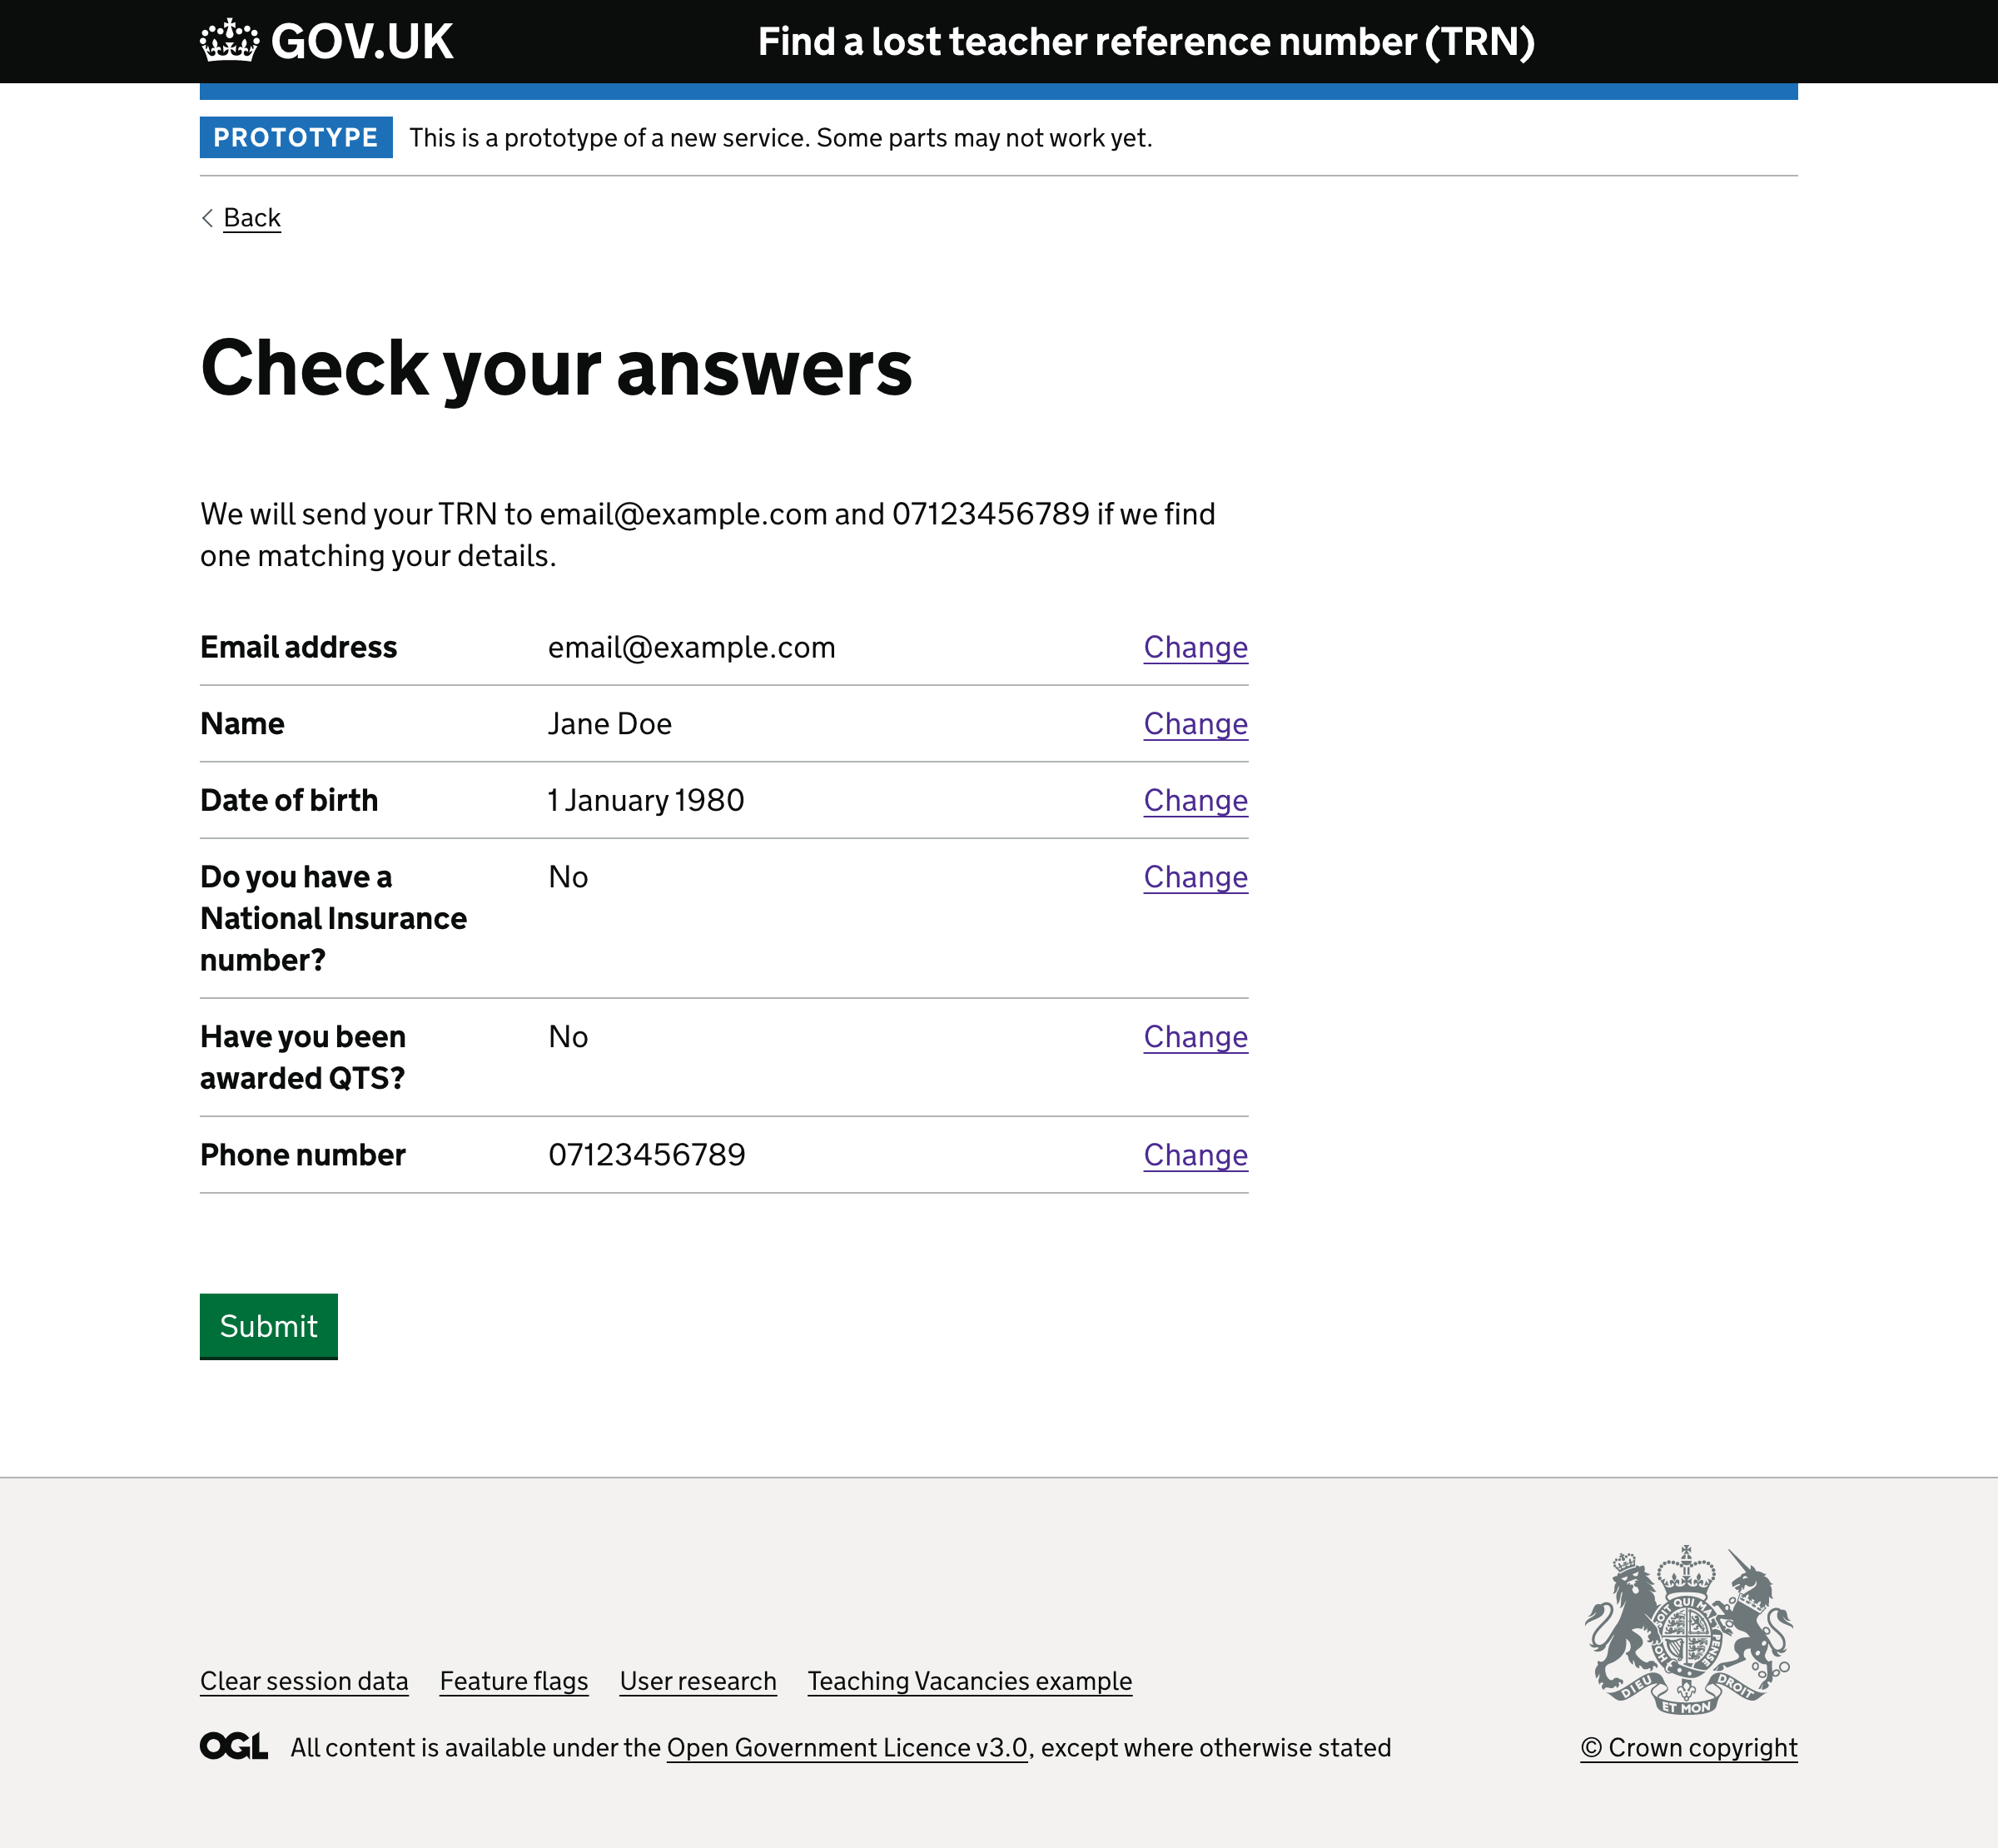 GOV.UK
Find a lost teacher reference number (TRN)
PROTOTYPE This is a prototype of a new service. Some parts may not work yet.
Back
Check your answers
We will send your TRN to email@example.com and 07123456789 if we find
one matching your details.
Email address email@example.com Change
Name Jane Doe Change
Date of birth 1 January 1980 Change
Do you have a No Change
National Insurance
number?
Have you been No Change
awarded QTS?
Phone number 07123456789 Change
Submit
Clear session data Feature flags User research Teaching Vacancies example
OGL All content is available under the Open Government Licence v3.0, except where otherwise stated
SOIT QUI MAL
PENSE
HON
DIEU ET MON DROIT
© Crown copyright